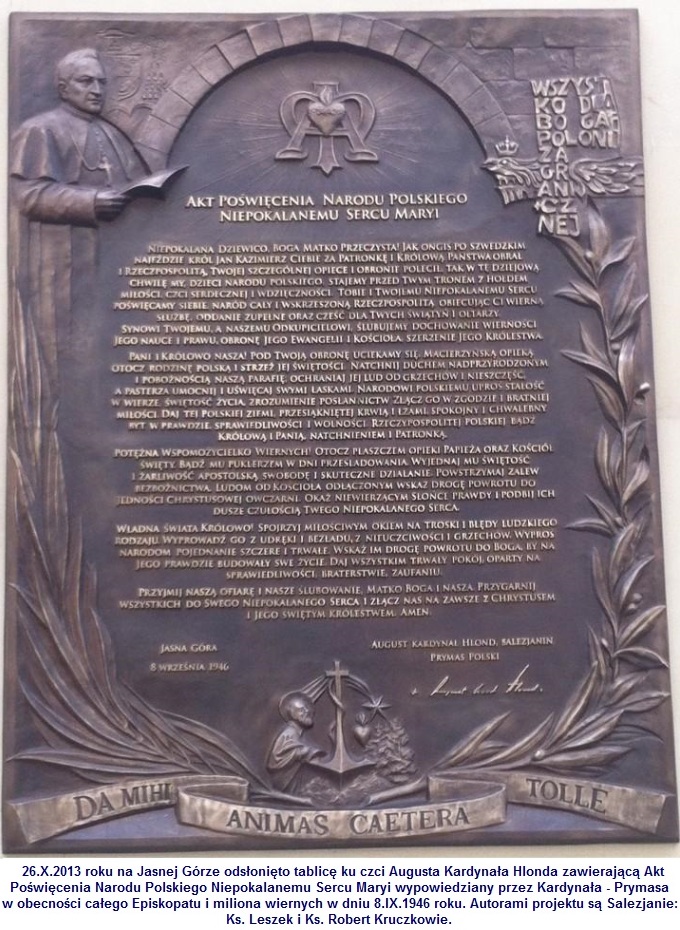 WSZYST
KO DLA
BOGA
POLONII
ZA
GRA
NI
CZ
NEJ
AKT POŚWIĘCENIA NARODU POLSKIEGO
NIEPOKALANEMU SERCU MARYI
NIEPOKALANA DZIEWICO, BOGA MATKO PRZECZYSTA! JAK ONGIŚ PO SZWEDZKIM
NAJEŹDZIE KRÓL JAN KAZIMIERZ CIEBIE ZA PATRONKĘ I KRÓLOWĄ PAŃSTWA OBRAŁ
I RZECZPOSPOLITĄ, TWOJEJ SZCZEGÓLNEJ OPIECE I OBRONIE POLECIŁ, TAK W TĘ DZIEJOWĄ
CHWILĘ MY, DZIECI NARODU POLSKIEGO, STAJEMY PRZED TWYM TRONEM Z HOŁDEM
MIŁOŚCI, CZCI SERDECZNEJ I WDZIĘCZNOŚCI. TOBIE I TWOJEMU NIEPOKALANEMU SERCU
POŚWIĘCAMY SIEBIE, NARÓD CAŁY I WSKRZESZONĄ RZECZPOSPOLITĄ, OBIECUJĄC CI WIERNĄ
SŁUŻBĘ, ODDANIE ZUPEŁNE ORAZ CZEŚĆ DLA TWYCH ŚWIĄTYŃ I OŁTARZY.
SYNOWI TWOJEMU, A NASZEMU ODKUPICIELOWI, ŚLUBUJEMY DOCHOWANIE WIERNOŚCI
JEGO NAUCE I PRAWU, OBRONĘ JEGO EWANGELII I KOŚCIOŁA, SZERZENIE JEGO KRÓLESTWA.
PANI I KRÓLOWO NASZA! POD TWOJĄ OBRONĘ UCIEKAMY SIĘ. MACIERZYŃSKĄ OPIEKĄ
OTOCZ RODZINĘ POLSKĄ I STRZEŻ JEJ ŚWIĘTOŚCI. NATCHNIJ DUCHEM NADPRZYRODZONYM
I POBOŻNOŚCIĄ NASZĄ PARAFIĘ, OCHRANIAJ JEJ LUD OD GRZECHÓW I NIESZCZĘŚĆ,
A PASTERZA UMOCNIJ I UŚWIĘCAJ SWYMI ŁASKAMI. NARODOWI POLSKIEMU UPROŚ STAŁOŚĆ
W WIERZE, ŚWIĘTOŚĆ ŻYCIA, ZROZUMIENIE POSŁANNICTW. ZŁĄCZ GO W ZGODZIE I BRATNIEJ
MIŁOŚCI. DAJ TEJ POLSKIEJ ZIEMI, PRZESIĄKNIĘTEJ KRWIĄ I ŁZAMI, SPOKOJNY I CHWALEBNY
BYT W PRAWDZIE, SPRAWIEDLIWOŚCI I WOLNOŚCI. RZECZYPOSPOLITEJ POLSKIEJ BĄDŹ
KRÓLOWĄ I PANIĄ, NATCHNIENIEM I PATRONKĄ.
POTĘŻNA WSPOMOŻYCIELKO WIERNYCH! OTOCZ PŁASZCZEM OPIEKI PAPIEŻA ORAZ KOŚCIÓŁ
ŚWIĘTY. BĄDŹ MU PUKLERZEM W DNI PRZEŚLADOWANIA. WYJEDNAJ MU ŚWIĘTOŚĆ
I ŻARLIWOŚĆ APOSTOLSKĄ, SWOBODĘ I SKUTECZNE DZIAŁANIE. POWSTRZYMAJ ZALEW
BEZBOŻNICTWA. LUDOM OD KOŚCIOŁA ODŁĄCZONYM WSKAŻ DROGĘ POWROTU DO
JEDNOŚCI CHRYSTUSOWEJ OWCZARNI. OKAŻ NIEWIERZĄCYM SŁOŃCE PRAWDY I PODBIJ ICH
DUSZE CZUŁOŚCIĄ TWEGO NIEPOKALANEGO SERCA.
WŁADNA ŚWIATA KRÓLOWO! SPOJRZYJ MIŁOŚCIWYM OKIEM NA TROSKI I BŁĘDY LUDZKIEGO
RODZAJU. WYPROWADŹ GO Z UDRĘKI I BEZŁADU, Z NIEUCZCIWOŚCI I GRZECHÓW. WYPROŚ
NARODOM POJEDNANIE SZCZERE I TRWAŁE. WSKAŻ IM DROGĘ POWROTU DO BOGA, BY NA
JEGO PRAWDZIE BUDOWAŁY SWE ŻYCIE. DAJ WSZYSTKIM TRWAŁY POKÓJ, OPARTY NA
SPRAWIEDLIWOŚCI, BRATERSTWIE, ZAUFANIU.
PRZYJMIJ NASZĄ OFIARĘ I NASZE ŚLUBOWANIE, MATKO BOGA I NASZA. PRZYGARNIJ
WSZYSTKICH DO SWEGO NIEPOKALANEGO SERCA I ZŁĄCZ NAS NA ZAWSZE Z CHRYSTUSEM
I JEGO ŚWIĘTYM KRÓLESTWEM. AMEN.
JASNA GÓRA
8 WRZEŚNIA 1946
AUGUST KARDYNAŁ HLOND, SALEZJANIN,
PRYMAS POLSKI
DA MIHI
ANIMAS CAETERA
TOLLE
26.X.2013 roku na Jasnej Górze odsłonięto tablicę ku czci Augusta Kardynała Hlonda zawierającą Akt
Poświęcenia Narodu Polskiego Niepokalanemu Sercu Maryi wypowiedziany przez Kardynała - Prymasa
w obecności całego Episkopatu i miliona wiernych w dniu 8.IX.1946 roku. Autorami projektu są Salezjanie:
Ks. Leszek i Ks. Robert Kruczkowie.